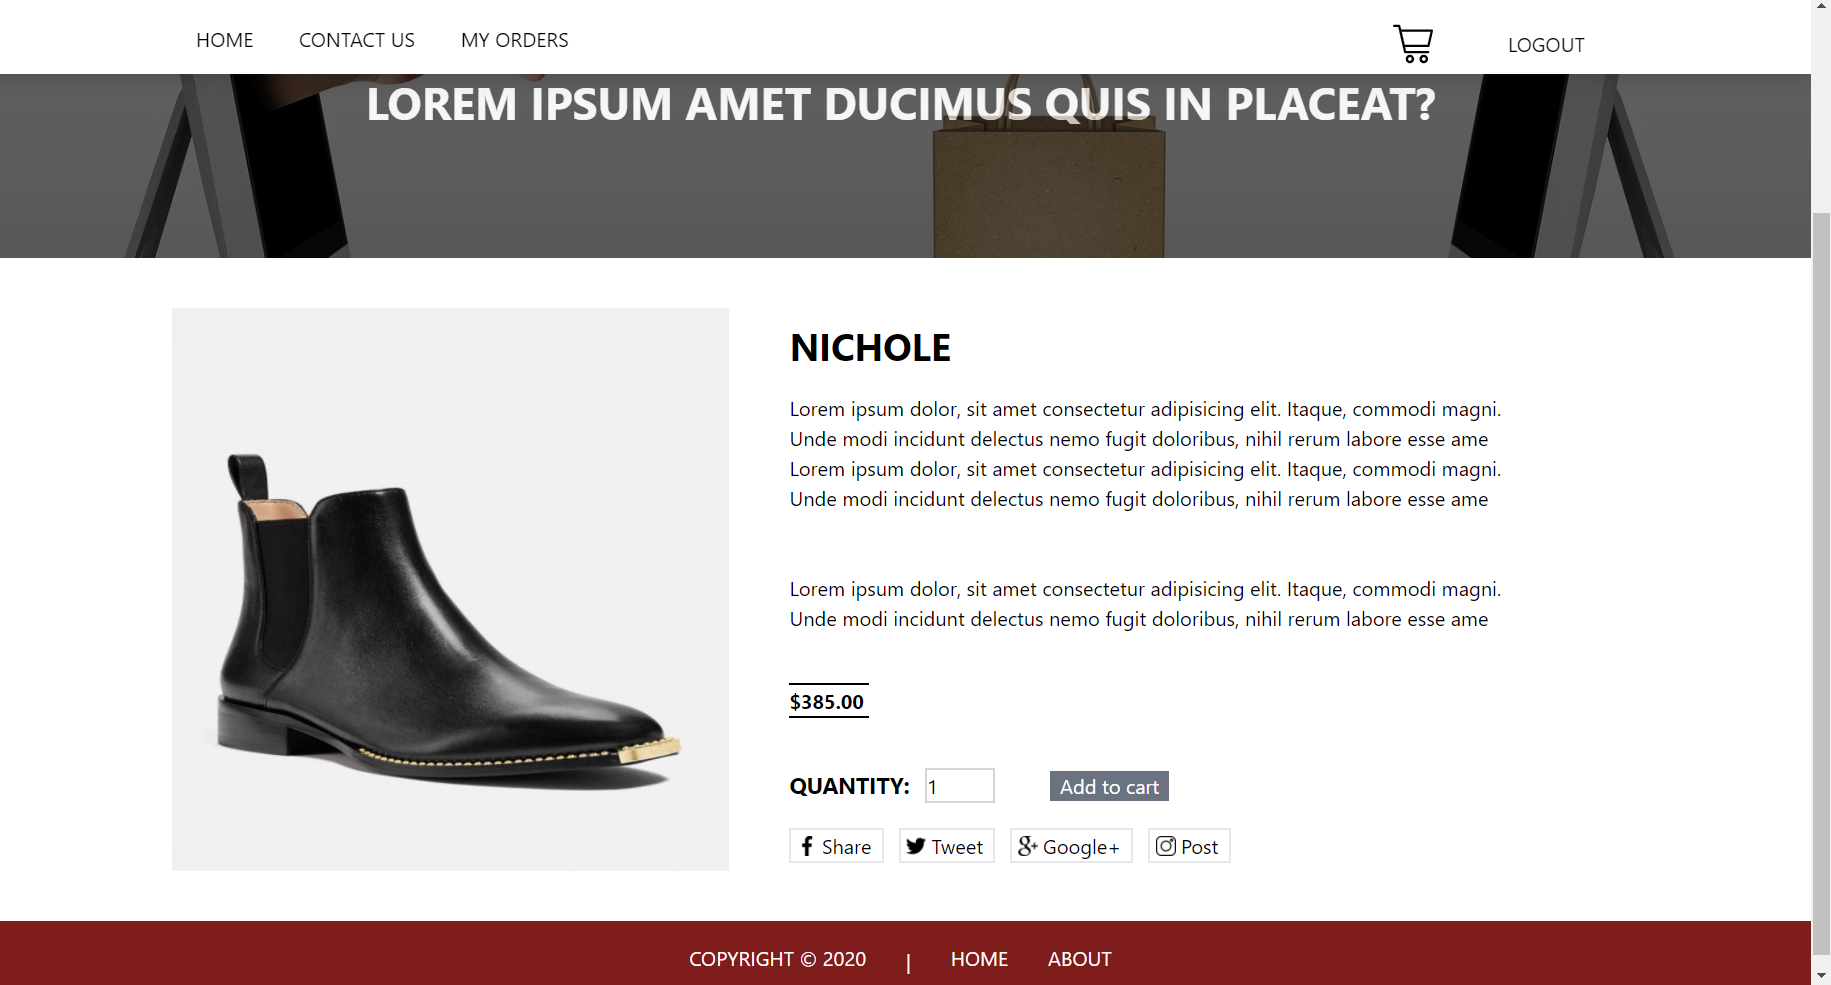 HOME CONTACT US MY ORDERS LOGOUT
LOREM IPSUM AMET DUCIMUS QUIS IN PLACEAT?
NICHOLE
Lorem ipsum dolor, sit amet consectetur adipisicing elit. Itaque, commodi magni.
Unde modi incidunt delectus nemo fugit doloribus, nihil rerum labore esse ame
Lorem ipsum dolor, sit amet consectetur adipisicing elit. Itaque, commodi magni.
Unde modi incidunt delectus nemo fugit doloribus, nihil rerum labore esse ame
Lorem ipsum dolor, sit amet consectetur adipisicing elit. Itaque, commodi magni.
Unde modi incidunt delectus nemo fugit doloribus, nihil rerum labore esse ame
$385.00
QUANTITY: 1 Add to cart
Share Tweet Google+ Post
COPYRIGHT © 2020 | HOME ABOUT